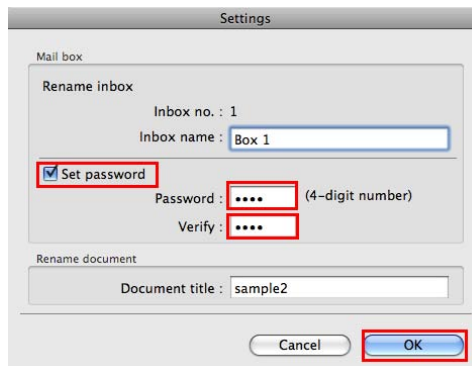 Settings
Mail box
Rename inbox
Inbox no. : 1
Inbox name : Box 1
Set password
Password : •••• (4-digit number)
Verify : ••••
Rename document
Document title : sample2
Cancel OK